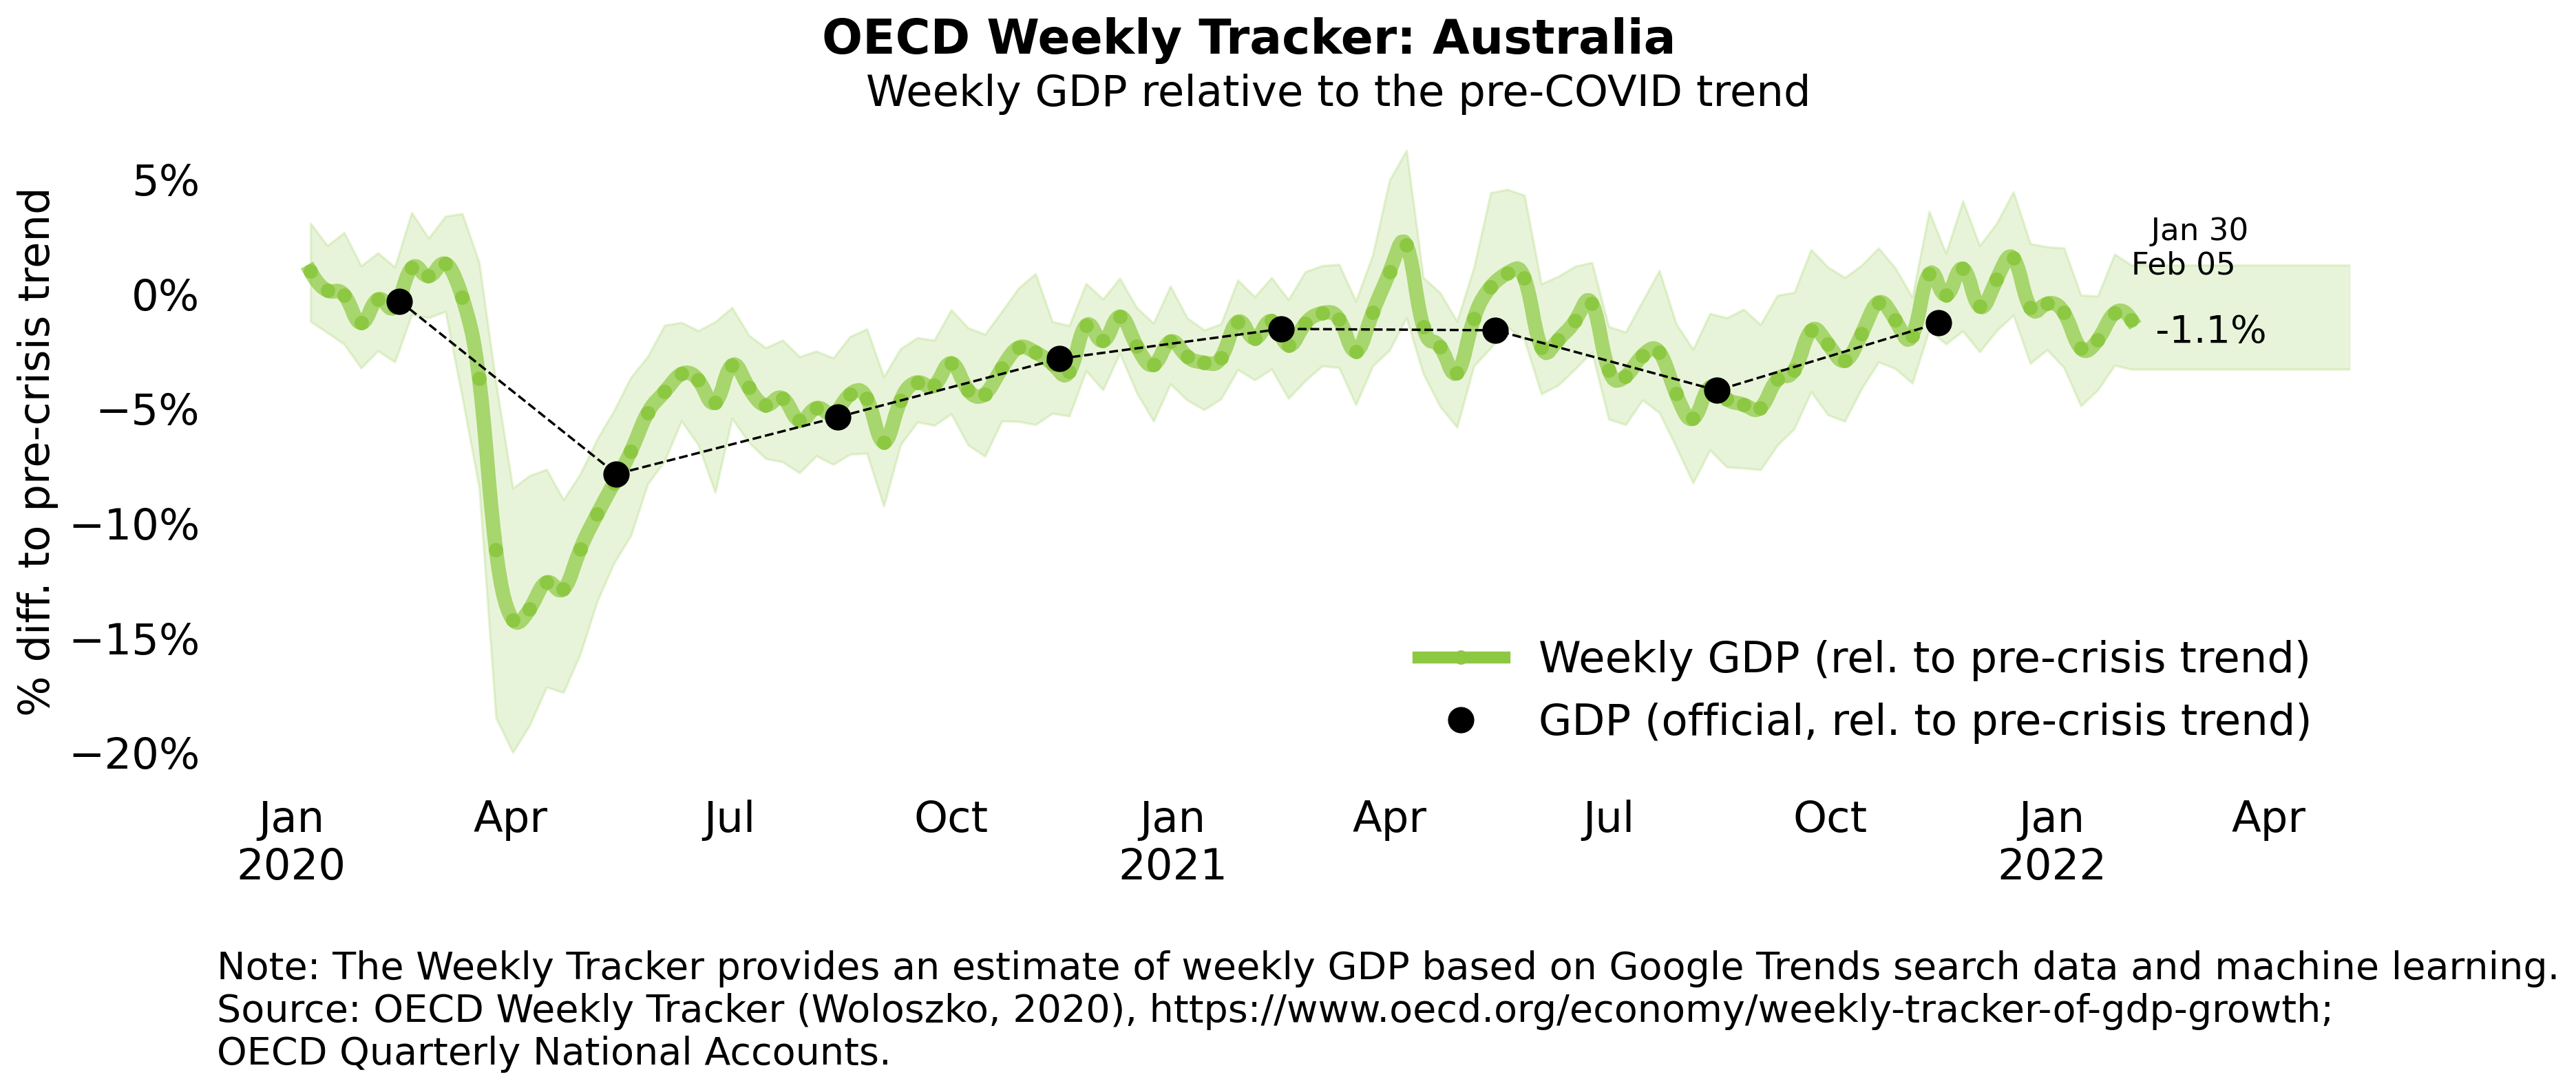 OECD Weekly Tracker: Australia
Weekly GDP relative to the pre-COVID trend
% diff. to pre-crisis trend
5%
0%
−5%
−10%
−15%
−20%
Jan 30
Feb 05
-1.1%
Weekly GDP (rel. to pre-crisis trend)
GDP (official, rel. to pre-crisis trend)
Jan Apr Jul Oct Jan Apr Jul Oct Jan Apr
2020 2021 2022
Note: The Weekly Tracker provides an estimate of weekly GDP based on Google Trends search data and machine learning.
Source: OECD Weekly Tracker (Woloszko, 2020), https://www.oecd.org/economy/weekly-tracker-of-gdp-growth;
OECD Quarterly National Accounts.